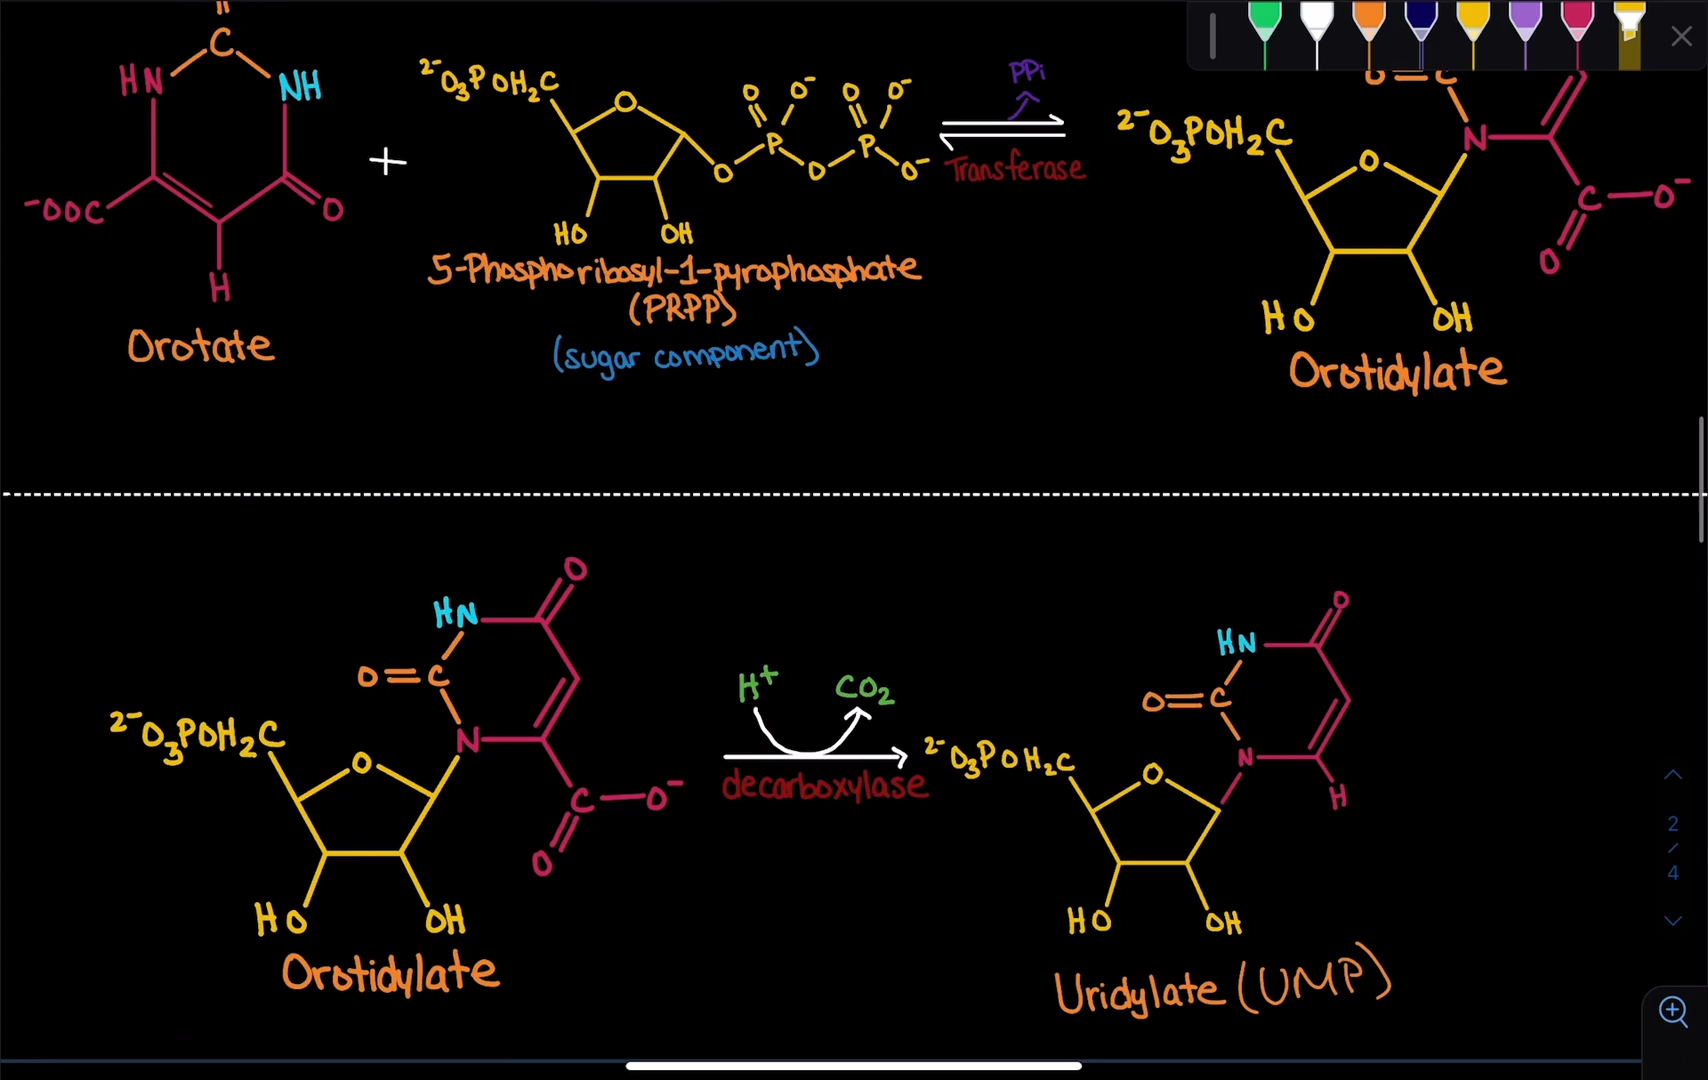 C
HN
NH
⁻OOC
O
H
Orotate
+
²⁻O₃POH₂C
O
O
O⁻
O
O⁻
P
P
O
O
O⁻
HO
OH
5-Phosphoribosyl-1-pyrophosphate
(PRPP)
(sugar component)
PPi
Transferase
O=C
²⁻O₃POH₂C
N
O
C
O⁻
O
HO
OH
Orotidylate
O
HN
O=C
²⁻O₃POH₂C
N
O
C
O⁻
O
HO
OH
Orotidylate
H⁺
CO₂
decarboxylase
O
HN
O=C
²⁻O₃POH₂C
N
O
H
HO
OH
Uridylate (UMP)
2
/
4